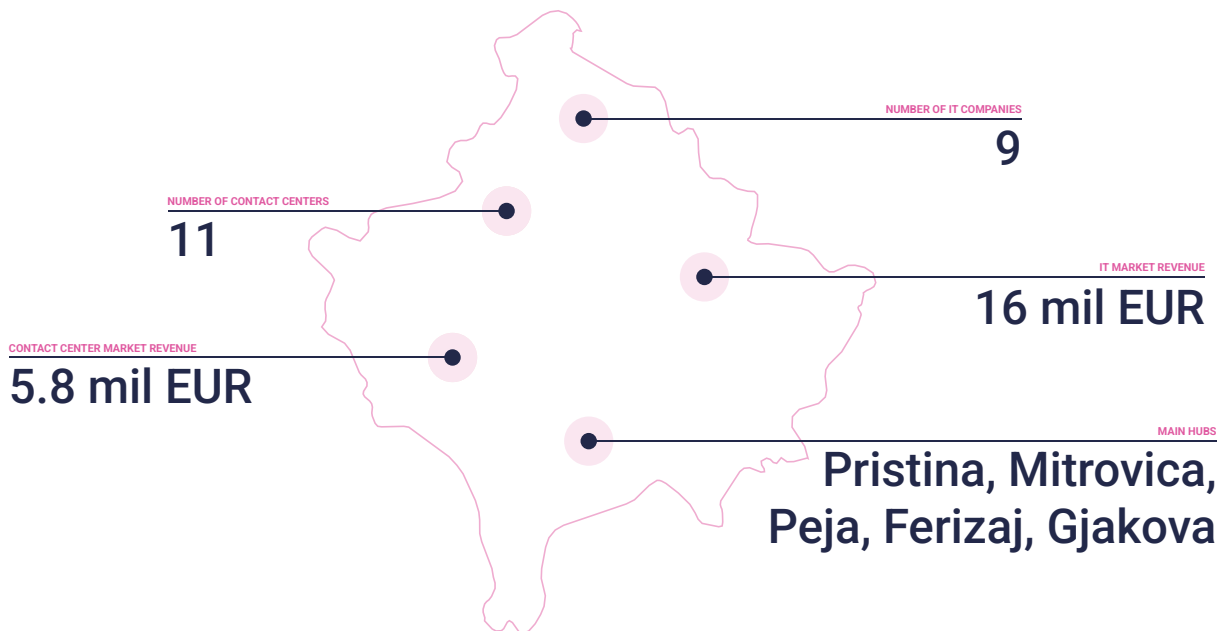 NUMBER OF IT COMPANIES
9
NUMBER OF CONTACT CENTERS
11
IT MARKET REVENUE
16 mil EUR
CONTACT CENTER MARKET REVENUE
5.8 mil EUR
MAIN HUBS
Pristina, Mitrovica,
Peja, Ferizaj, Gjakova